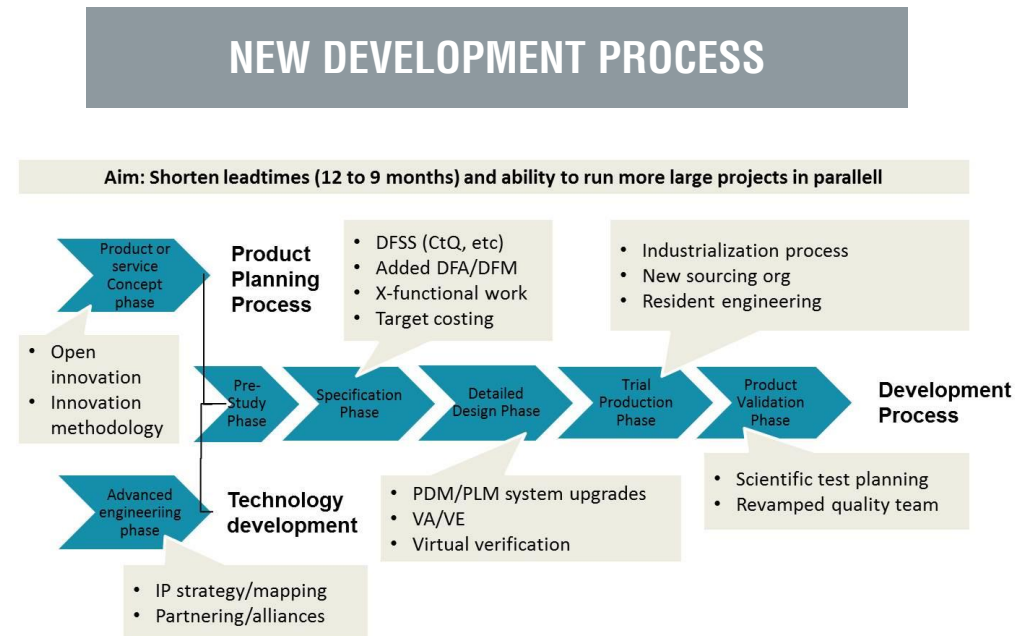 NEW DEVELOPMENT PROCESS
Aim: Shorten leadtimes (12 to 9 months) and ability to run more large projects in parallell
Product or
service
Concept
phase
Product
Planning
Process
• DFSS (CtQ, etc)
• Added DFA/DFM
• X-functional work
• Target costing
• Industrialization process
• New sourcing org
• Resident engineering
• Open
innovation
• Innovation
methodology
Pre-
Study
Phase
Specification
Phase
Detailed
Design Phase
Trial
Production
Phase
Product
Validation
Phase
Development
Process
Advanced
engineeriing
phase
Technology
development
• PDM/PLM system upgrades
• VA/VE
• Virtual verification
• Scientific test planning
• Revamped quality team
• IP strategy/mapping
• Partnering/alliances